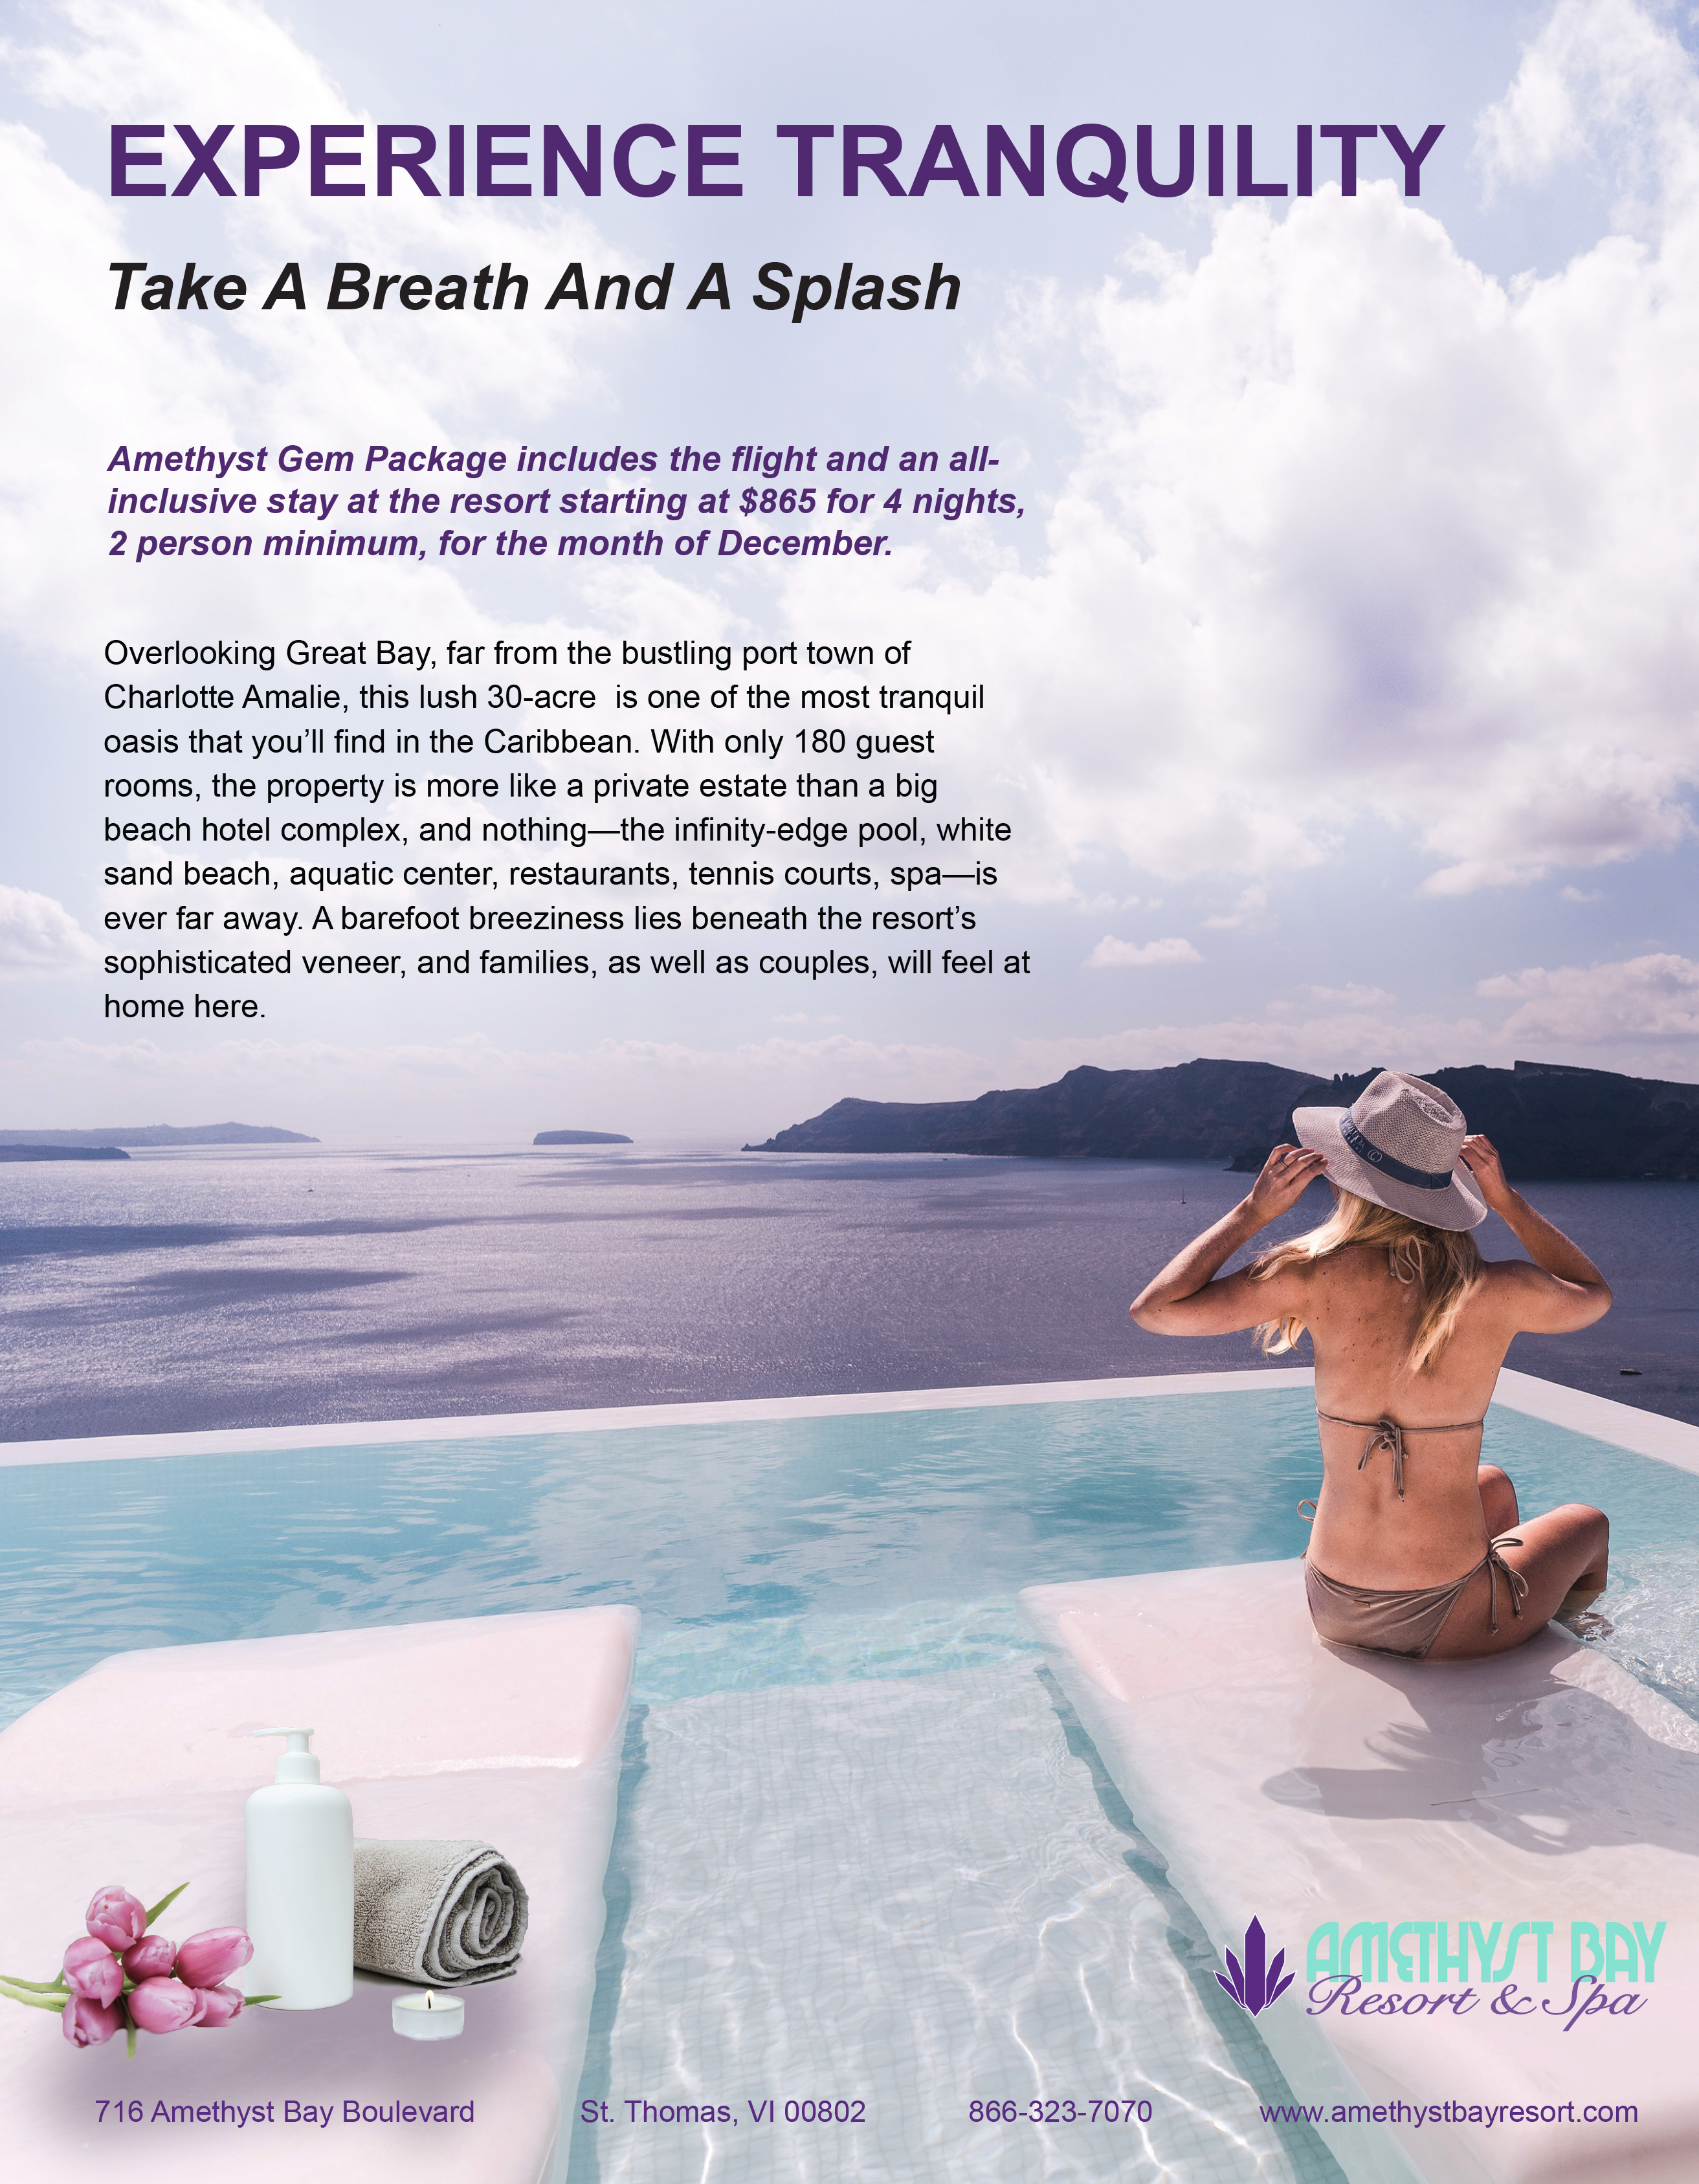 EXPERIENCE TRANQUILITY
Take A Breath And A Splash
Amethyst Gem Package includes the flight and an all-
inclusive stay at the resort starting at $865 for 4 nights,
2 person minimum, for the month of December.
Overlooking Great Bay, far from the bustling port town of
Charlotte Amalie, this lush 30-acre  is one of the most tranquil
oasis that you’ll find in the Caribbean. With only 180 guest
rooms, the property is more like a private estate than a big
beach hotel complex, and nothing—the infinity-edge pool, white
sand beach, aquatic center, restaurants, tennis courts, spa—is
ever far away. A barefoot breeziness lies beneath the resort’s
sophisticated veneer, and families, as well as couples, will feel at
home here.
AMETHYST BAY
Resort & Spa
716 Amethyst Bay Boulevard St. Thomas, VI 00802 866-323-7070 www.amethystbayresort.com